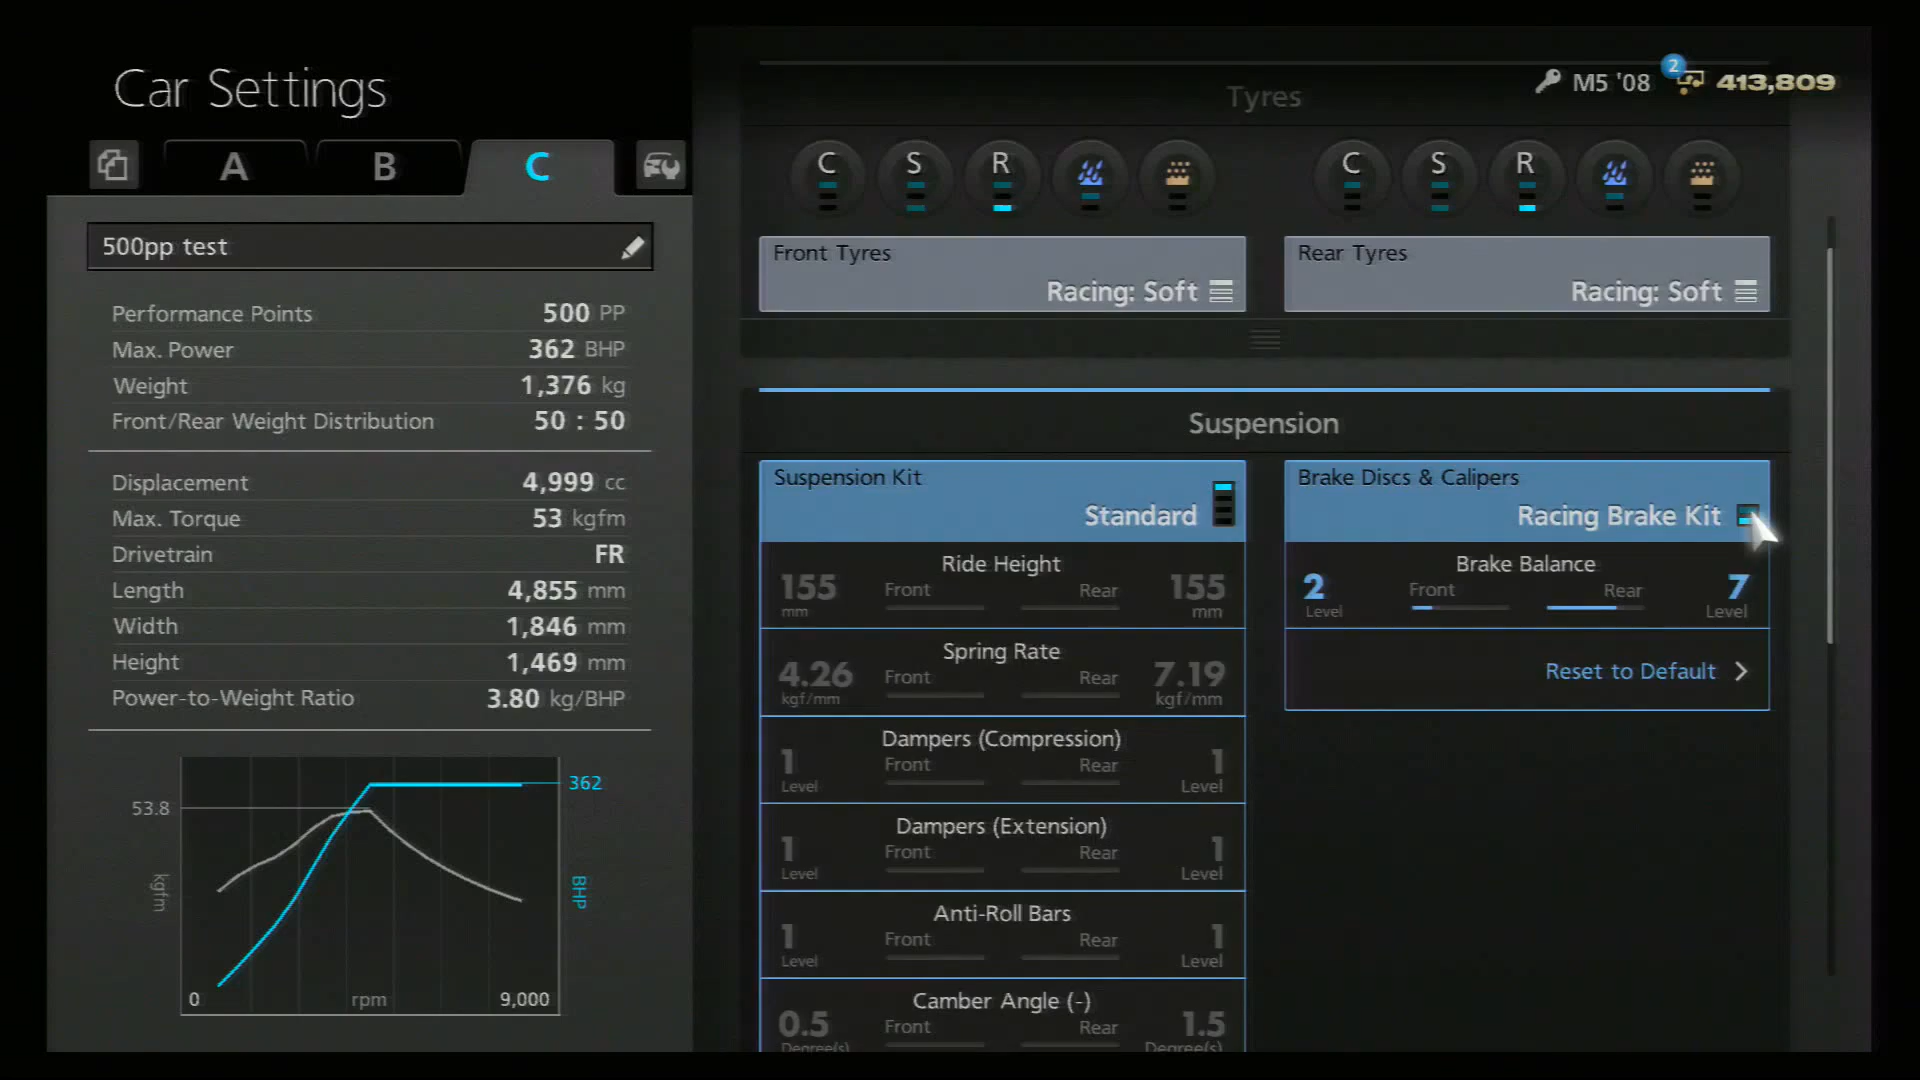 Car Settings
M5 '08
2
413,809
A
B
C
500pp test
Performance Points 500 PP
Max. Power 362 BHP
Weight 1,376 kg
Front/Rear Weight Distribution 50 : 50
Displacement 4,999 cc
Max. Torque 53 kgfm
Drivetrain FR
Length 4,855 mm
Width 1,846 mm
Height 1,469 mm
Power-to-Weight Ratio 3.80 kg/BHP
362
53.8
kgfm
BHP
0 rpm 9,000
Tyres
C S R
C S R
Front Tyres
Racing: Soft
Rear Tyres
Racing: Soft
Suspension
Suspension Kit
Standard
Ride Height
155 mm Front Rear 155 mm
Spring Rate
4.26 kgf/mm Front Rear 7.19 kgf/mm
Dampers (Compression)
1 Level Front Rear 1 Level
Dampers (Extension)
1 Level Front Rear 1 Level
Anti-Roll Bars
1 Level Front Rear 1 Level
Camber Angle (-)
0.5 Degree(s) Front Rear 1.5 Degree(s)
Brake Discs & Calipers
Racing Brake Kit
Brake Balance
2 Level Front Rear 7 Level
Reset to Default